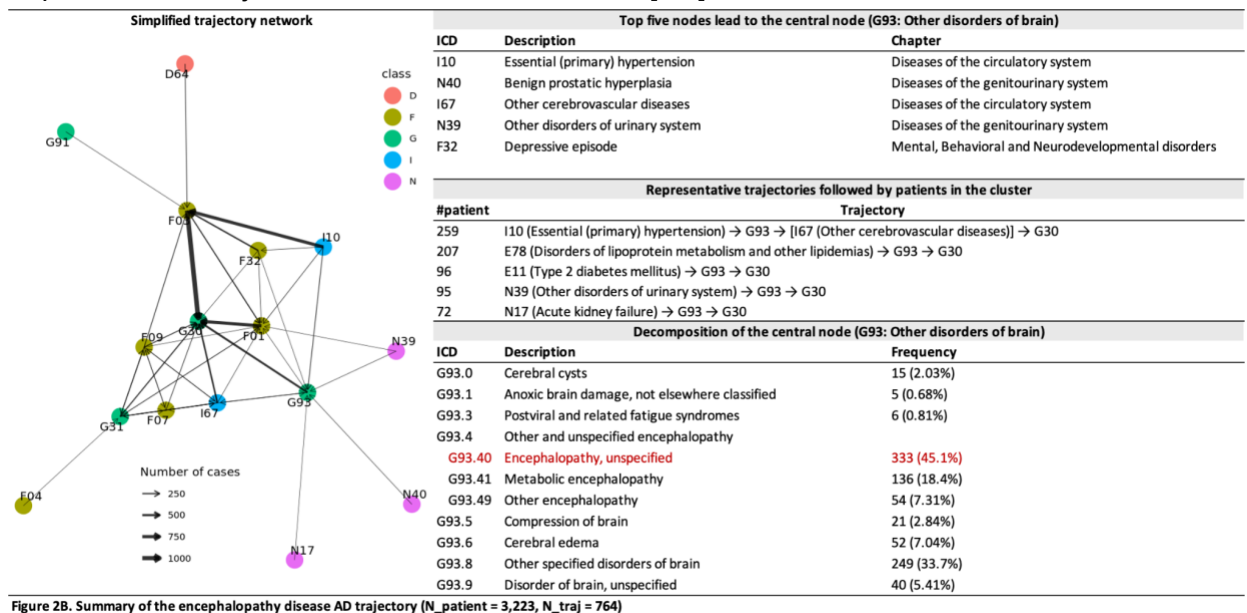 Simplified trajectory network
D64
G91
class
D
F
G
I
N
F03
I10
F32
G30
F01
F09
N39
G93
I67
F07
G31
Number of cases
250
500
750
1000
F04
N40
N17
Top five nodes lead to the central node (G93: Other disorders of brain)
ICD Description Chapter
I10 Essential (primary) hypertension Diseases of the circulatory system
N40 Benign prostatic hyperplasia Diseases of the genitourinary system
I67 Other cerebrovascular diseases Diseases of the circulatory system
N39 Other disorders of urinary system Diseases of the genitourinary system
F32 Depressive episode Mental, Behavioral and Neurodevelopmental disorders
Representative trajectories followed by patients in the cluster
#patient Trajectory
259 I10 (Essential (primary) hypertension) → G93 → [I67 (Other cerebrovascular diseases)] → G30
207 E78 (Disorders of lipoprotein metabolism and other lipidemias) → G93 → G30
96 E11 (Type 2 diabetes mellitus) → G93 → G30
95 N39 (Other disorders of urinary system) → G93 → G30
72 N17 (Acute kidney failure) → G93 → G30
Decomposition of the central node (G93: Other disorders of brain)
ICD Description Frequency
G93.0 Cerebral cysts 15 (2.03%)
G93.1 Anoxic brain damage, not elsewhere classified 5 (0.68%)
G93.3 Postviral and related fatigue syndromes 6 (0.81%)
G93.4 Other and unspecified encephalopathy
G93.40 Encephalopathy, unspecified 333 (45.1%)
G93.41 Metabolic encephalopathy 136 (18.4%)
G93.49 Other encephalopathy 54 (7.31%)
G93.5 Compression of brain 21 (2.84%)
G93.6 Cerebral edema 52 (7.04%)
G93.8 Other specified disorders of brain 249 (33.7%)
G93.9 Disorder of brain, unspecified 40 (5.41%)
Figure 2B. Summary of the encephalopathy disease AD trajectory (N_patient = 3,223, N_traj = 764)